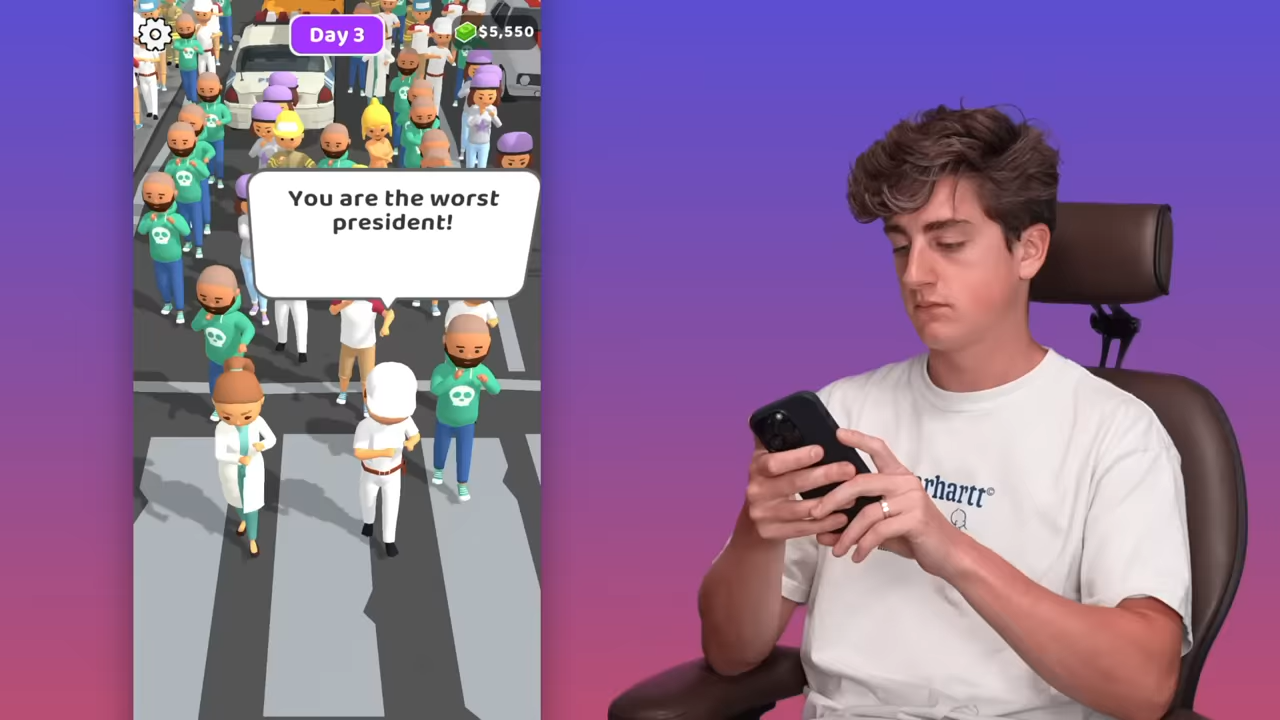 Day 3
$5,550
You are the worst
president!
rhartt©